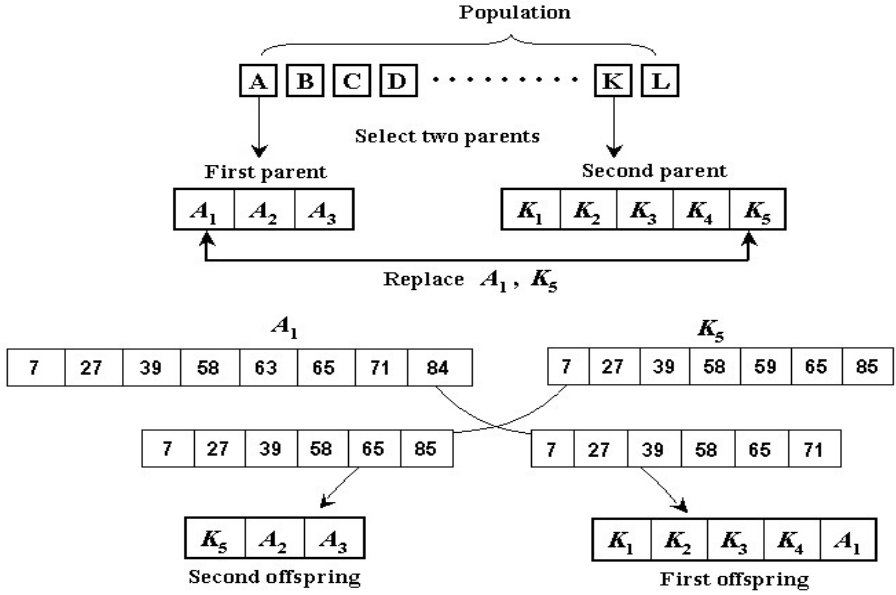 Population
A B C D . . . . . . . . . . K L
Select two parents
First parent
Second parent
A1 A2 A3
K1 K2 K3 K4 K5
Replace A1 , K5
A1
K5
7 27 39 58 63 65 71 84
7 27 39 58 59 65 85
7 27 39 58 65 85
7 27 39 58 65 71
K5 A2 A3
K1 K2 K3 K4 A1
Second offspring
First offspring